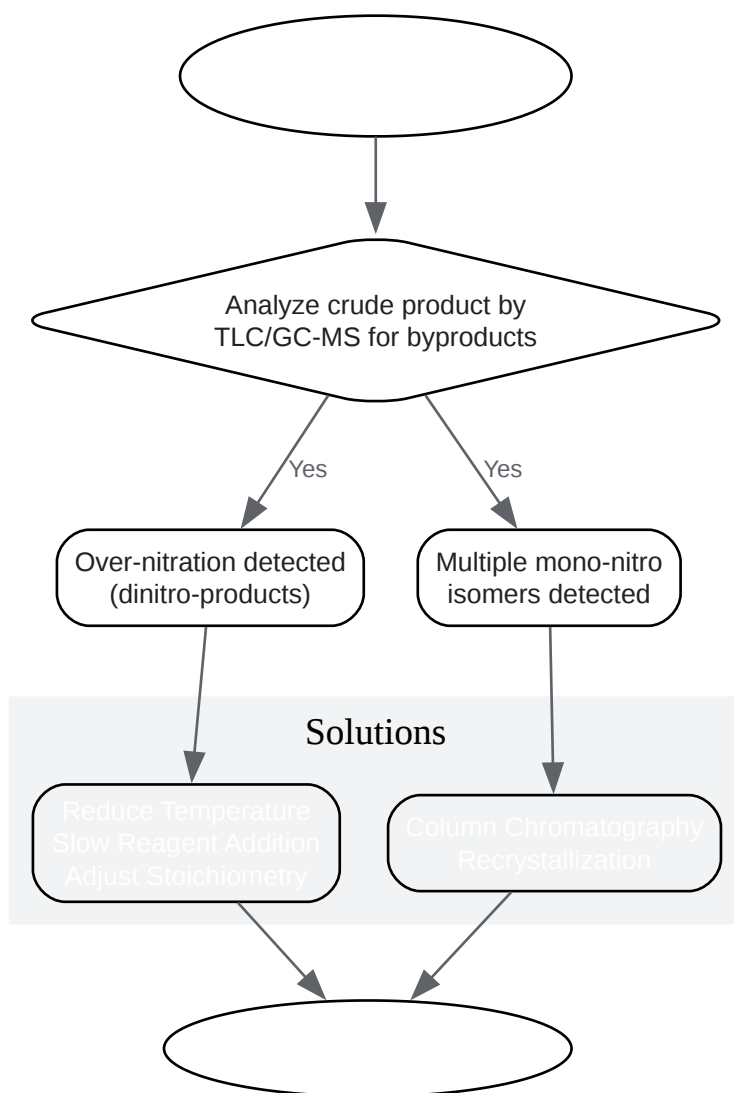 Analyze crude product by
TLC/GC-MS for byproducts
Yes
Yes
Over-nitration detected
(dinitro-products)
Multiple mono-nitro
isomers detected
Solutions
Reduce Temperature
Slow Reagent Addition
Adjust Stoichiometry
Column Chromatography
Recrystallization